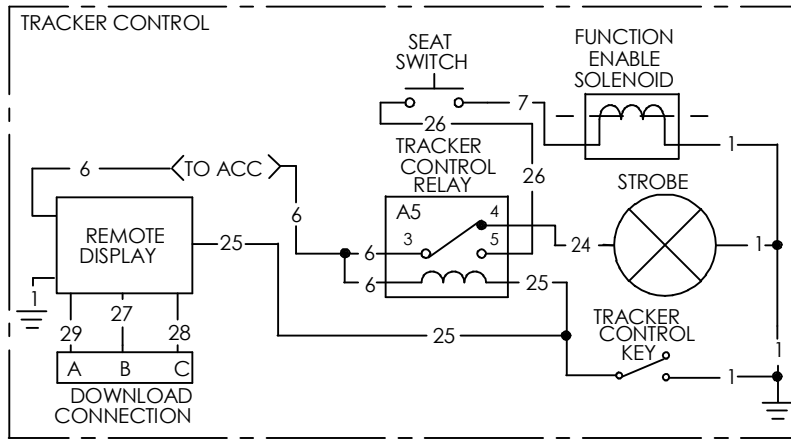 TRACKER CONTROL
SEAT
SWITCH
FUNCTION
ENABLE
SOLENOID
7
26
6
TO ACC
TRACKER
CONTROL
RELAY
26
1
STROBE
6
A5
4
3
5
6
24
1
REMOTE
DISPLAY
25
6
25
1
29
27
28
25
TRACKER
CONTROL
KEY
1
1
A B C
DOWNLOAD
CONNECTION